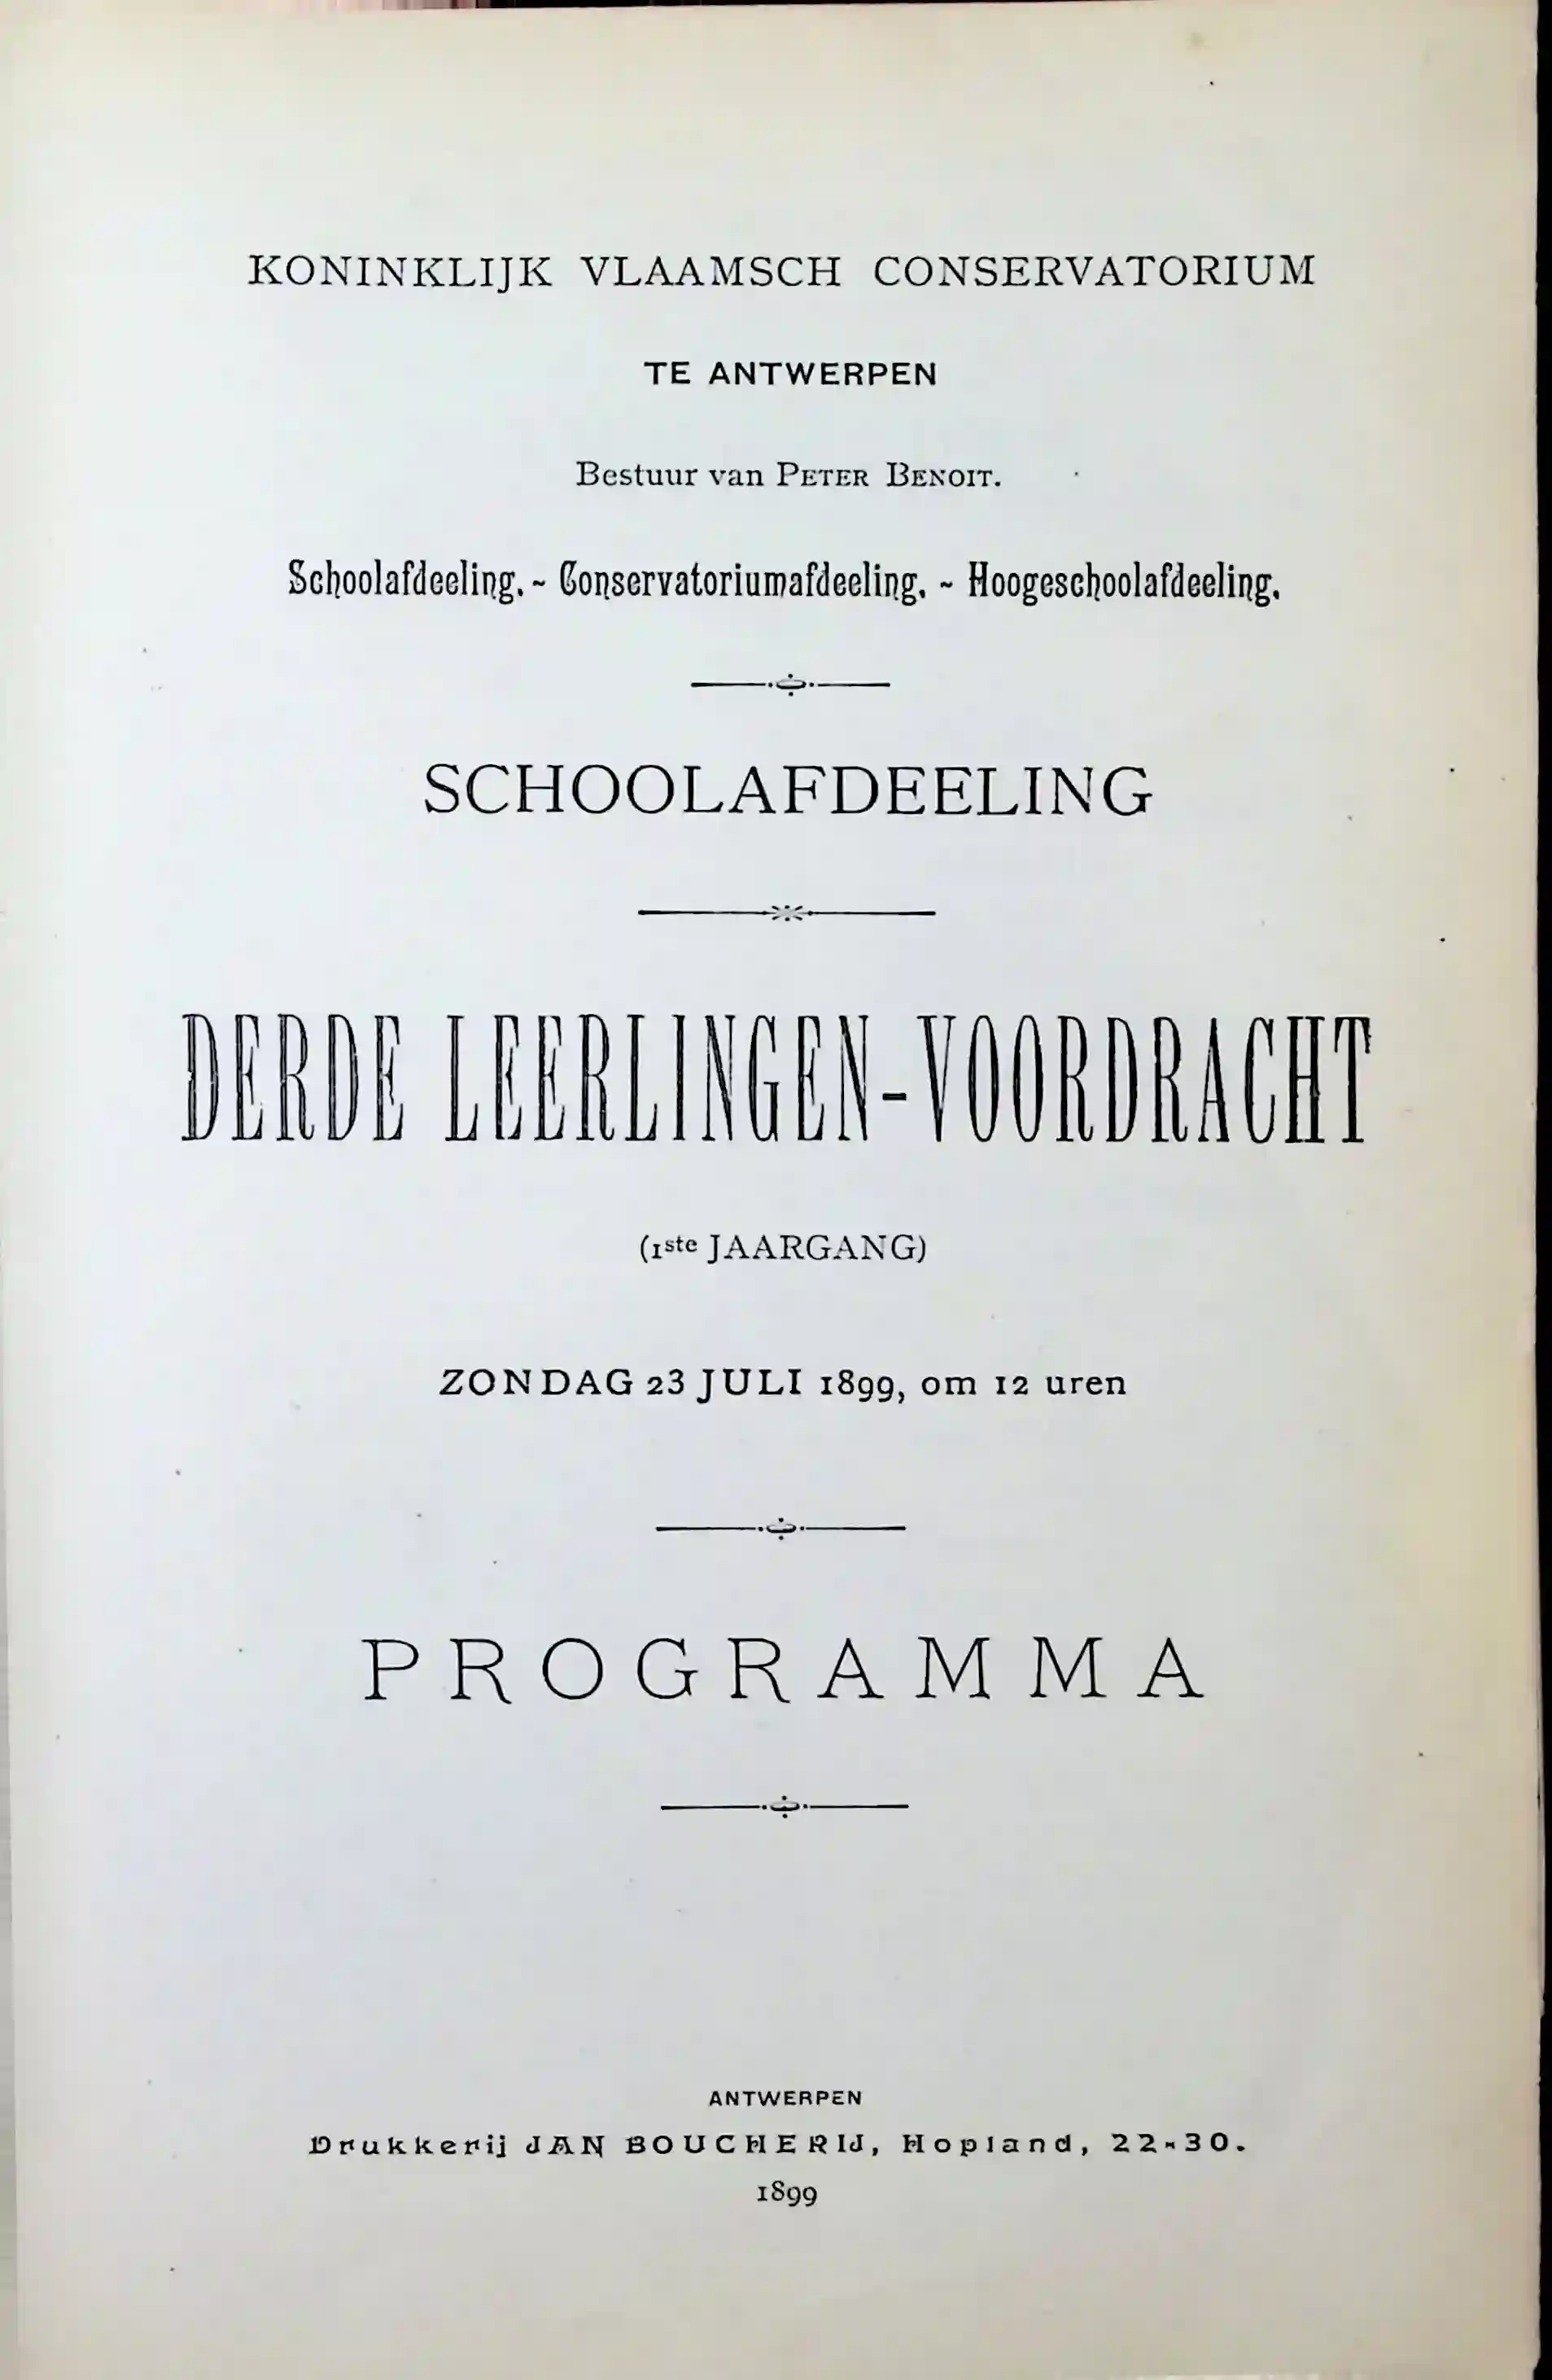 KONINKLIJK VLAAMSCH CONSERVATORIUM
TE ANTWERPEN
Bestuur van PETER BENOIT.
Schoolafdeeling. ~ Conservatoriumafdeeling. ~ Hoogeschoolafdeeling.
SCHOOLAFDEELING
DERDE LEERLINGEN-VOORDRACHT
(1ste JAARGANG)
ZONDAG 23 JULI 1899, om 12 uren
PROGRAMMA
ANTWERPEN
Drukkerij JAN BOUCHERIJ, Hopland, 22-30.
1899